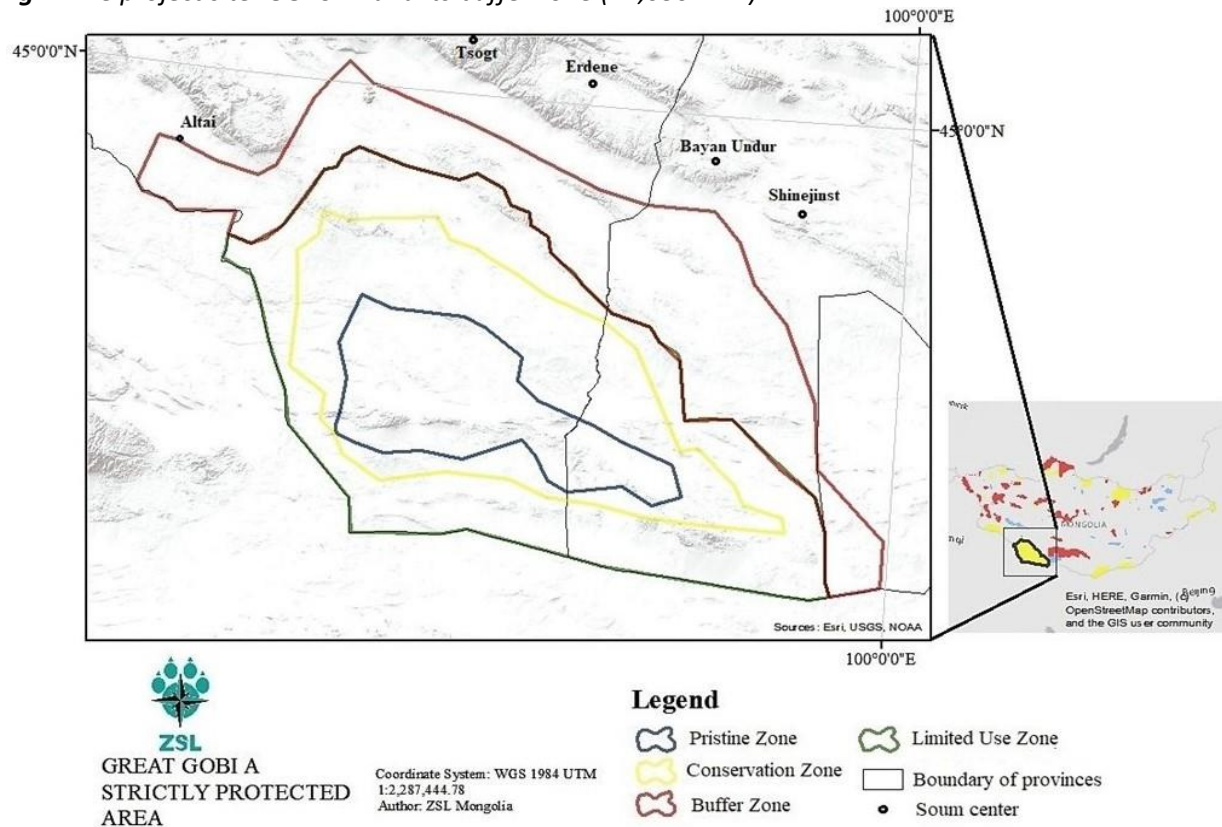 100°0'0"E
45°0'0"N
Tsogt
Erdene
Altai
45°0'0"N
Bayan Undur
Shinejinst
MONGOLIA
Beijing
Esri, HERE, Garmin, (c)
OpenStreetMap contributors,
and the GIS user community
Sources: Esri, USGS, NOAA
100°0'0"E
ZSL
GREAT GOBI A
STRICTLY PROTECTED
AREA
Coordinate System: WGS 1984 UTM
1:2,287,444.78
Author: ZSL Mongolia
Legend
Pristine Zone
Limited Use Zone
Conservation Zone
Boundary of provinces
Buffer Zone
Soum center